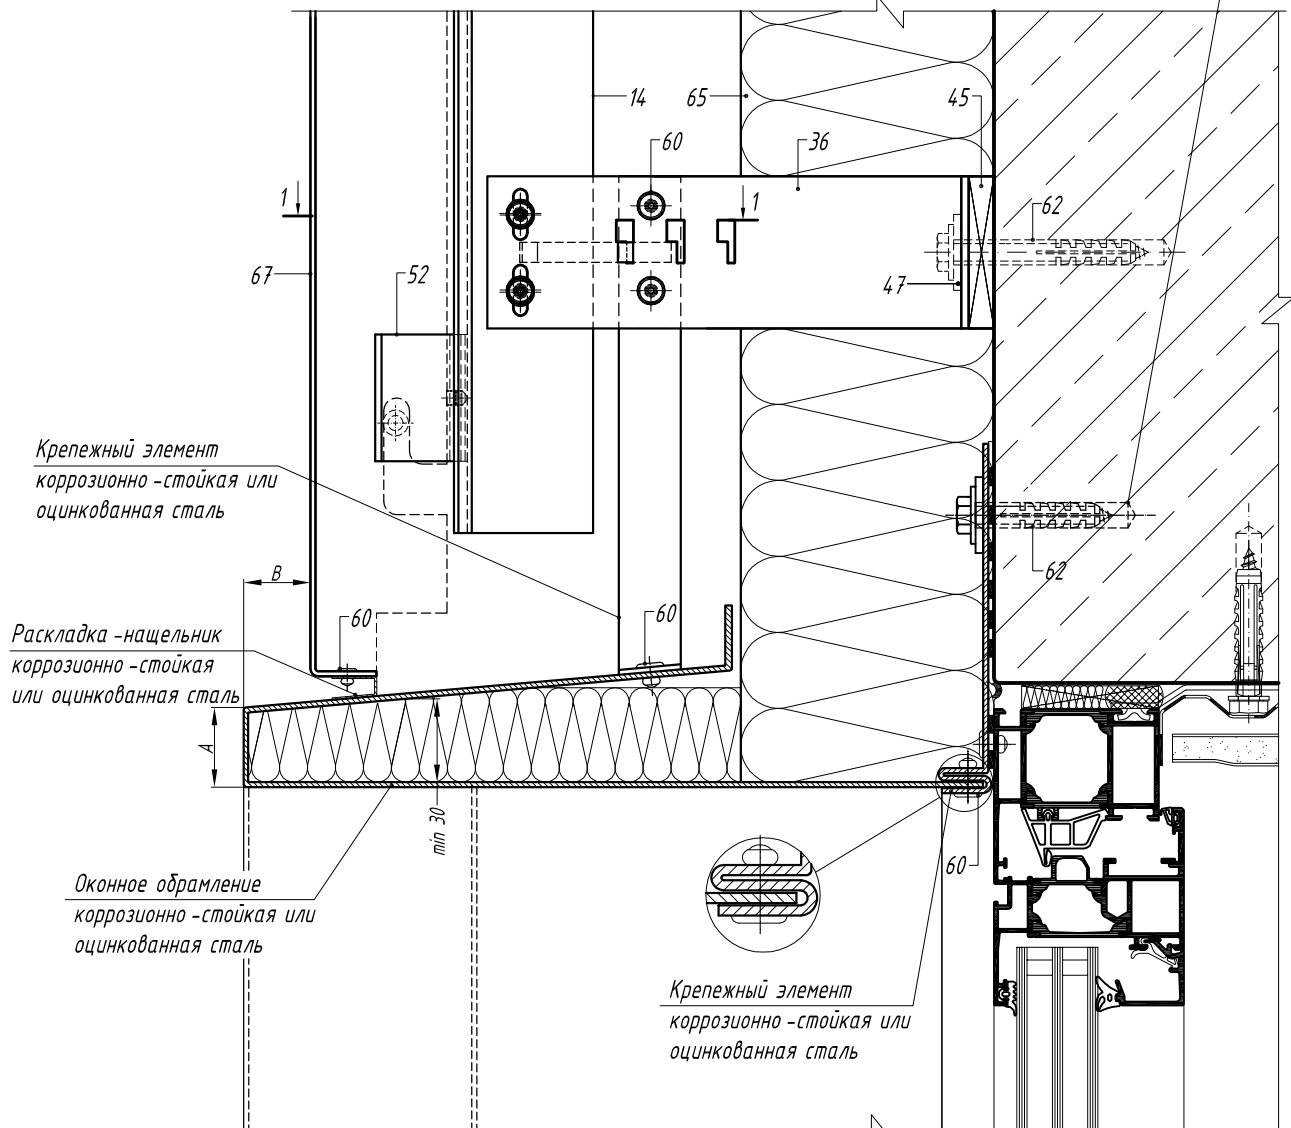 14
65
45
60
36
1
1
62
67
52
47
Крепежный элемент
коррозионно -стойкая или
оцинкованная сталь
62
В
60
60
Раскладка -нащельник
коррозионно -стойкая
или оцинкованная сталь
А
min 30
60
Оконное обрамление
коррозионно -стойкая или
оцинкованная сталь
Крепежный элемент
коррозионно -стойкая или
оцинкованная сталь